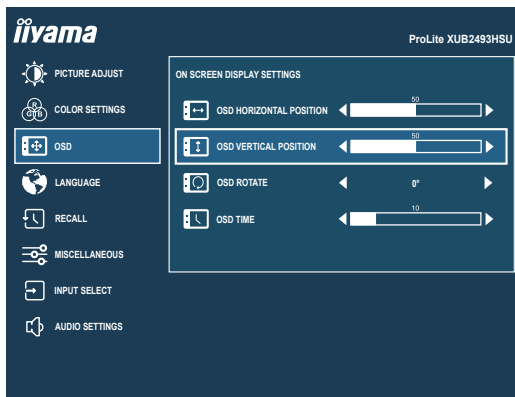 iiyama
ProLite XUB2493HSU
PICTURE ADJUST
COLOR SETTINGS
R
G B
OSD
LANGUAGE
RECALL
MISCELLANEOUS
INPUT SELECT
AUDIO SETTINGS
ON SCREEN DISPLAY SETTINGS
OSD HORIZONTAL POSITION
50
OSD VERTICAL POSITION
50
OSD ROTATE
0°
OSD TIME
10